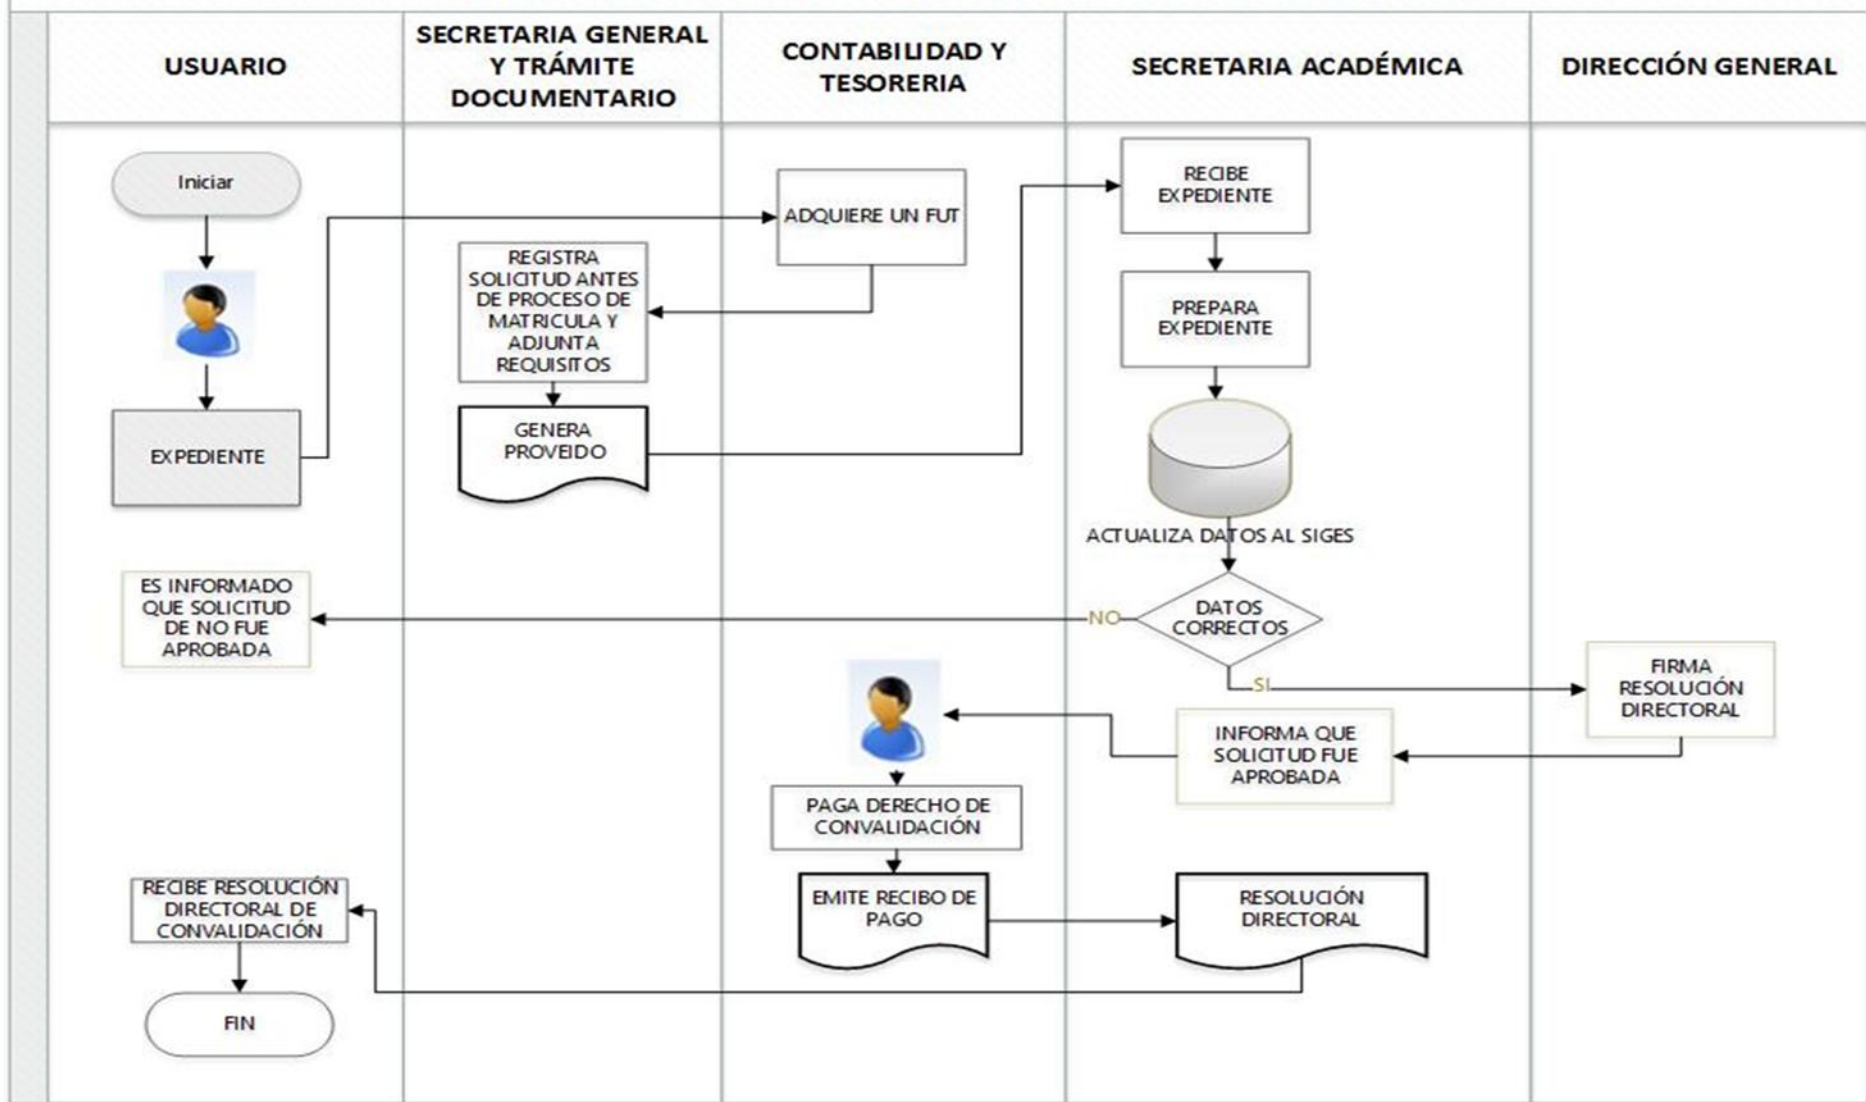 USUARIO
SECRETARIA GENERAL
Y TRÁMITE
DOCUMENTARIO
CONTABILIDAD Y
TESORERIA
SECRETARIA ACADÉMICA
DIRECCIÓN GENERAL
Iniciar
EXPEDIENTE
ADQUIERE UN FUT
REGISTRA
SOLICITUD ANTES
DE PROCESO DE
MATRICULA Y
ADJUNTA
REQUISITOS
GENERA
PROVEIDO
RECIBE
EXPEDIENTE
PREPARA
EXPEDIENTE
ACTUALIZA DATOS AL SIGES
DATOS
CORRECTOS
NO
ES INFORMADO
QUE SOLICITUD
DE NO FUE
APROBADA
SI
FIRMA
RESOLUCIÓN
DIRECTORAL
INFORMA QUE
SOLICITUD FUE
APROBADA
PAGA DERECHO DE
CONVALIDACIÓN
EMITE RECIBO DE
PAGO
RESOLUCIÓN
DIRECTORAL
RECIBE RESOLUCIÓN
DIRECTORAL DE
CONVALIDACIÓN
FIN